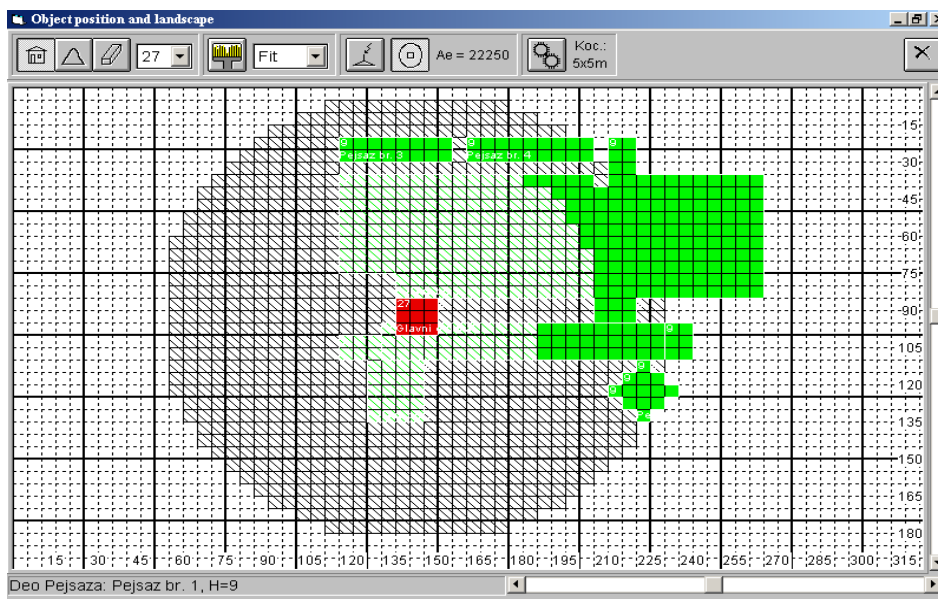 Object position and landscape
27 Fit Ae = 22250 Koc.: 5x5m
15
9 9 9
Pejsaz br. 3 Pejsaz br. 4
30
45
60
75
27
90
Glavni 9
105
9
9
9
120
Pe
135
150
165
180
15 30 45 60 75 90 105 120 135 150 165 180 195 210 225 240 255 270 285 300 315
Deo Pejsaza: Pejsaz br. 1, H=9